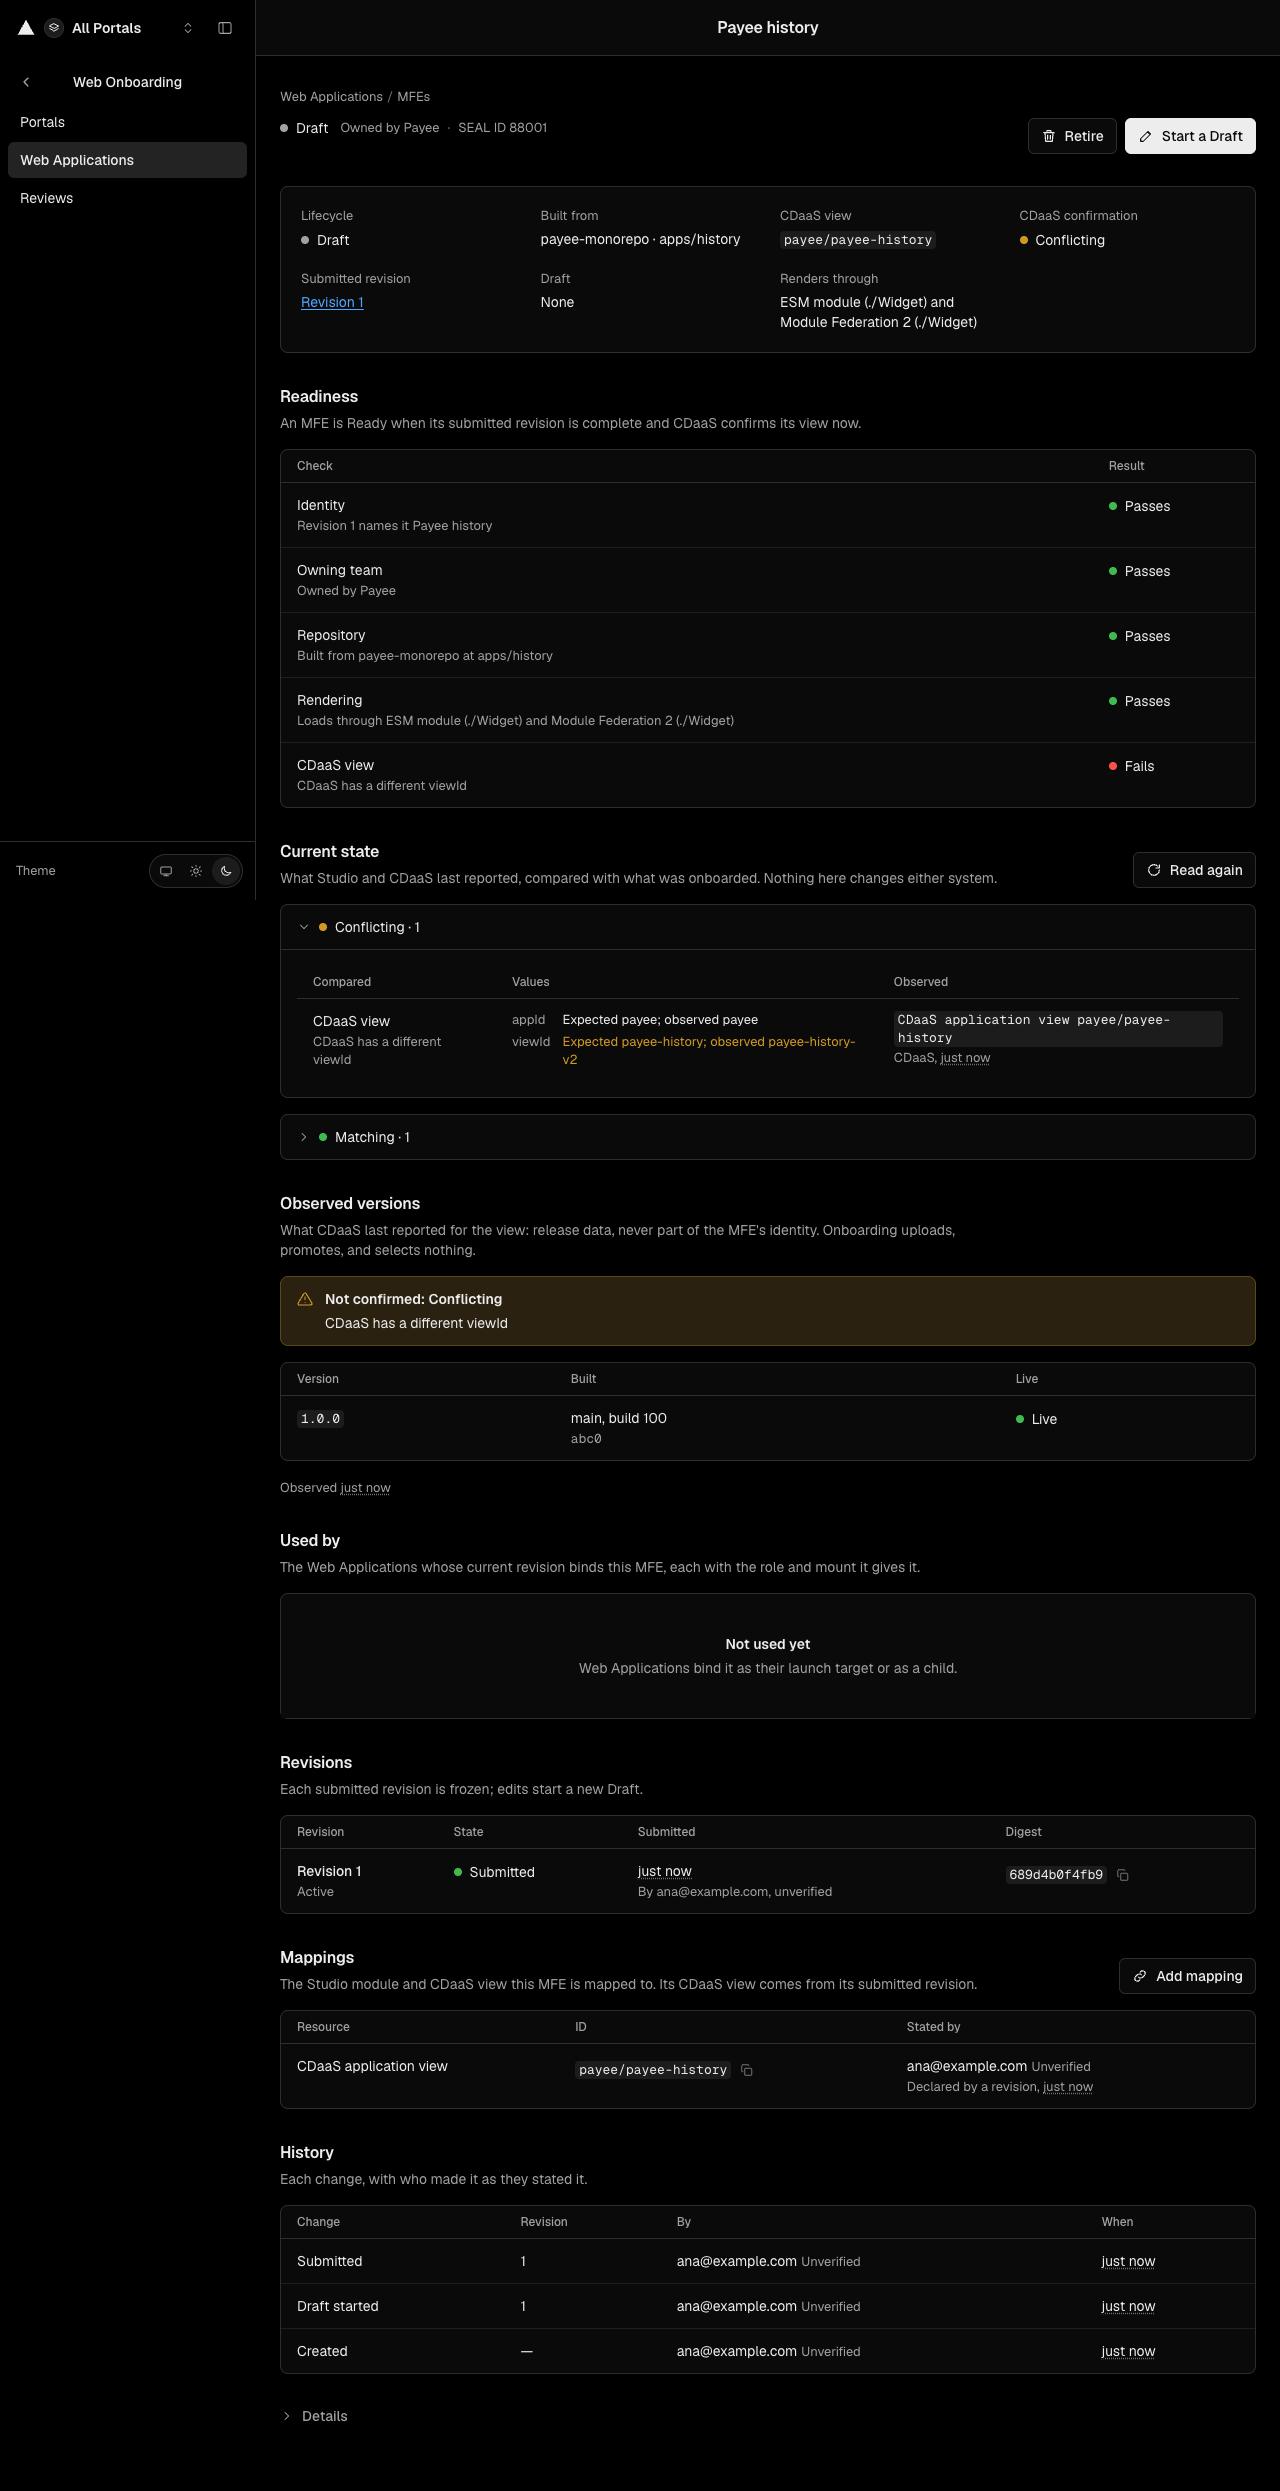 All Portals
Payee history
Web Onboarding
Portals
Web Applications
Reviews
Theme
Web Applications / MFEs
Draft Owned by Payee · SEAL ID 88001
Retire
Start a Draft
Lifecycle
Draft
Built from
payee-monorepo · apps/history
CDaaS view
payee/payee-history
CDaaS confirmation
Conflicting
Submitted revision
Revision 1
Draft
None
Renders through
ESM module (./Widget) and
Module Federation 2 (./Widget)
Readiness
An MFE is Ready when its submitted revision is complete and CDaaS confirms its view now.
Check Result
Identity Passes
Revision 1 names it Payee history
Owning team Passes
Owned by Payee
Repository Passes
Built from payee-monorepo at apps/history
Rendering Passes
Loads through ESM module (./Widget) and Module Federation 2 (./Widget)
CDaaS view Fails
CDaaS has a different viewId
Current state
What Studio and CDaaS last reported, compared with what was onboarded. Nothing here changes either system.
Read again
Conflicting · 1
Compared Values Observed
CDaaS view
CDaaS has a different
viewId
appId Expected payee; observed payee
viewId Expected payee-history; observed payee-history-
v2
CDaaS application view payee/payee-
history
CDaaS, just now
Matching · 1
Observed versions
What CDaaS last reported for the view: release data, never part of the MFE's identity. Onboarding uploads,
promotes, and selects nothing.
Not confirmed: Conflicting
CDaaS has a different viewId
Version Built Live
1.0.0 main, build 100 Live
abc0
Observed just now
Used by
The Web Applications whose current revision binds this MFE, each with the role and mount it gives it.
Not used yet
Web Applications bind it as their launch target or as a child.
Revisions
Each submitted revision is frozen; edits start a new Draft.
Revision State Submitted Digest
Revision 1 Submitted just now 689d4b0f4fb9
Active By ana@example.com, unverified
Mappings
The Studio module and CDaaS view this MFE is mapped to. Its CDaaS view comes from its submitted revision.
Add mapping
Resource ID Stated by
CDaaS application view payee/payee-history ana@example.com Unverified
Declared by a revision, just now
History
Each change, with who made it as they stated it.
Change Revision By When
Submitted 1 ana@example.com Unverified just now
Draft started 1 ana@example.com Unverified just now
Created — ana@example.com Unverified just now
Details